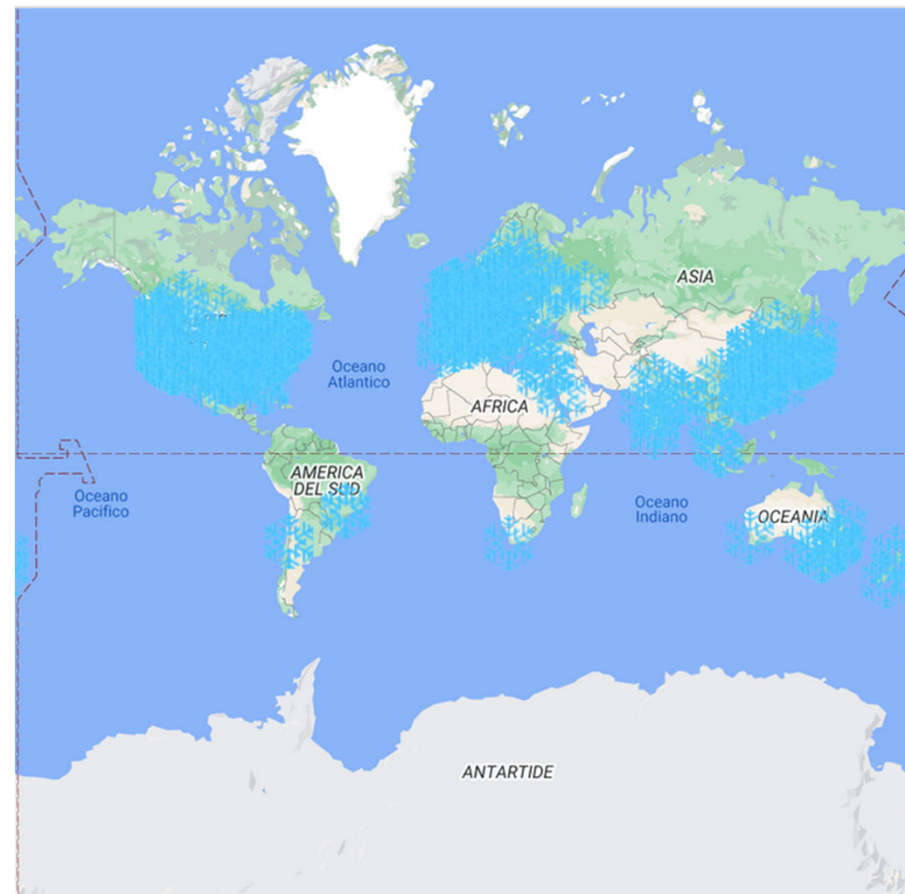 ASIA
Oceano
Atlantico
AFRICA
AMERICA
DEL SUD
Oceano
Pacifico
Oceano
Indiano
OCEANIA
ANTARTIDE